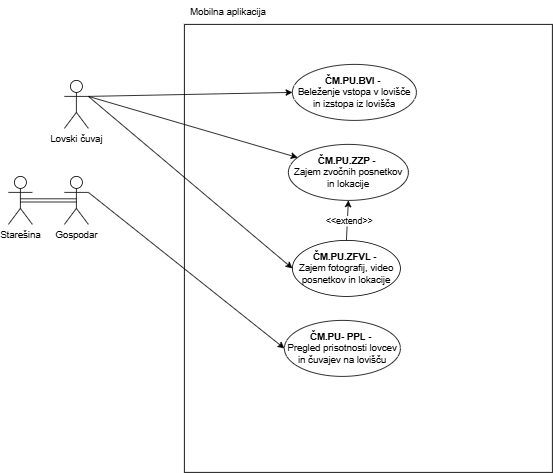 Mobilna aplikacija
ČM.PU.BVI -
Beleženje vstopa v lovišče
in izstopa iz lovišča
Lovski čuvaj
ČM.PU.ZZP -
Zajem zvočnih posnetkov
in lokacije
<<extend>>
Starešina
Gospodar
ČM.PU.ZFVL -
Zajem fotografij, video
posnetkov in lokacije
ČM.PU- PPL -
Pregled prisotnosti lovcev
in čuvajev na lovišču